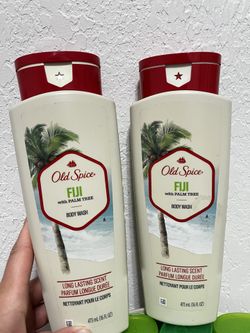 Old Spice
FIJI
with PALM TREE
BODY WASH
LONG LASTING SCENT
PARFUM LONGUE DURÉE
NETTOYANT POUR LE CORPS
473 mL (16 FL OZ)
Old Spice
FIJI
with PALM TREE
BODY WASH
LONG LASTING SCENT
PARFUM LONGUE DURÉE
NETTOYANT POUR LE CORPS
473 mL (16 FL OZ)